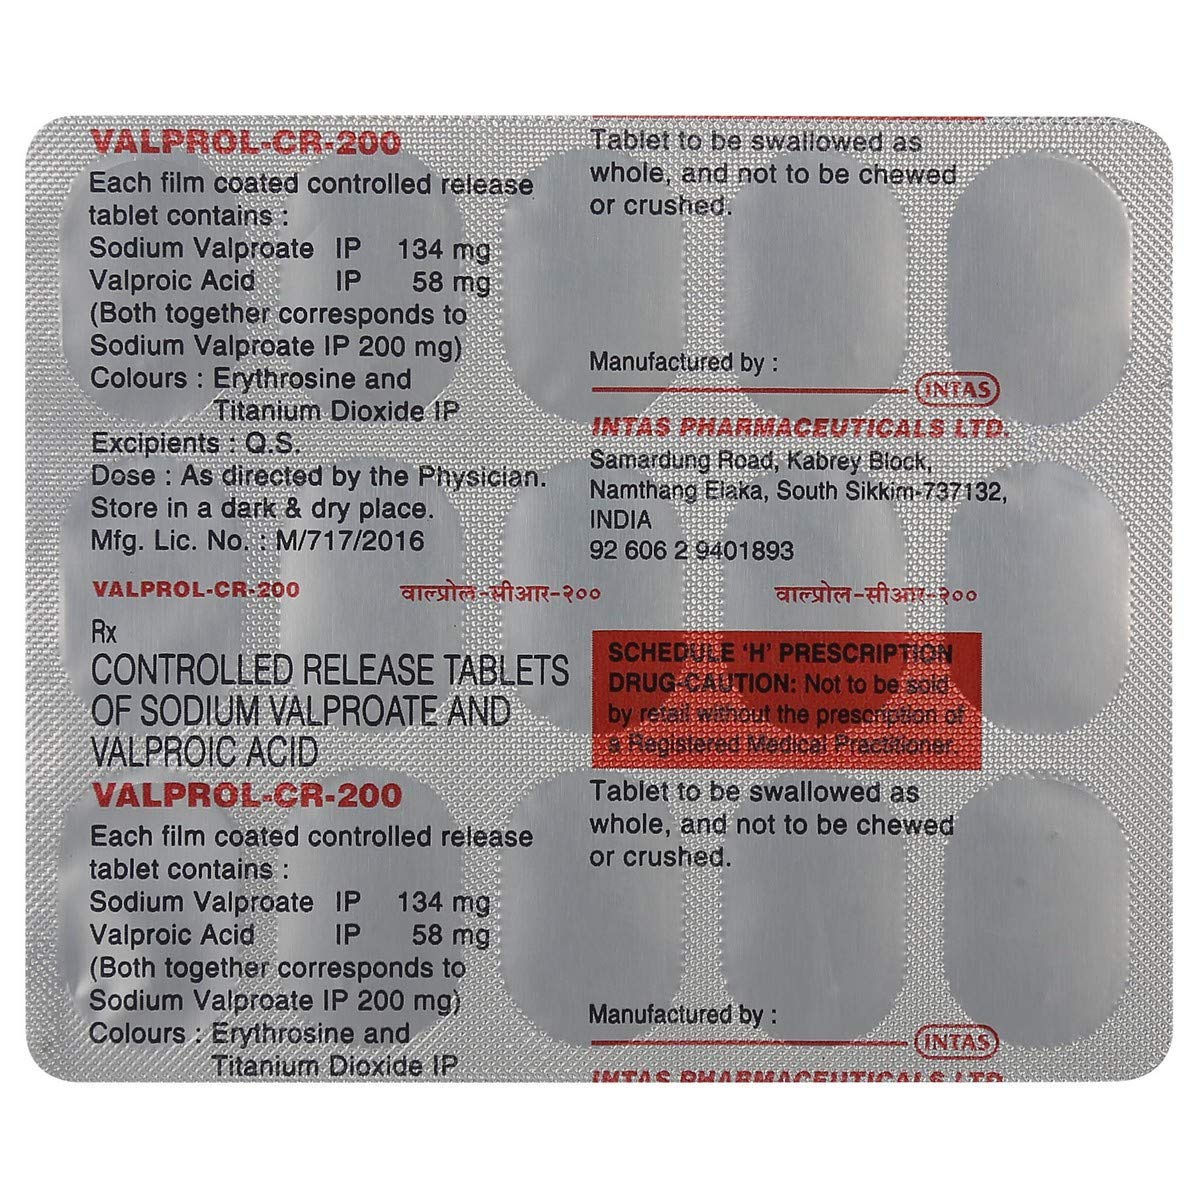 VALPROL-CR-200
Each film coated controlled release
tablet contains :
Sodium Valproate IP 134 mg
Valproic Acid IP 58 mg
(Both together corresponds to
Sodium Valproate IP 200 mg)
Colours : Erythrosine and
Titanium Dioxide IP
Excipients : Q.S.
Dose : As directed by the Physician.
Store in a dark & dry place.
Mfg. Lic. No. : M/717/2016
Tablet to be swallowed as
whole, and not to be chewed
or crushed.
Manufactured by :
INTAS
INTAS PHARMACEUTICALS LTD.
Samardung Road, Kabrey Block,
Namthang Elaka, South Sikkim-737132,
INDIA
92 606 2 9401893
VALPROL-CR-200 वाल्प्रोल-सीआर-२०० वाल्प्रोल-सीआर-२००
Rx
CONTROLLED RELEASE TABLETS
OF SODIUM VALPROATE AND
VALPROIC ACID
SCHEDULE 'H' PRESCRIPTION
DRUG-CAUTION: Not to be sold
by retail without the prescription of
a Registered Medical Practitioner.
VALPROL-CR-200
Each film coated controlled release
tablet contains :
Sodium Valproate IP 134 mg
Valproic Acid IP 58 mg
(Both together corresponds to
Sodium Valproate IP 200 mg)
Colours : Erythrosine and
Titanium Dioxide IP
Tablet to be swallowed as
whole, and not to be chewed
or crushed.
Manufactured by :
INTAS
INTAS PHARMACEUTICALS LTD